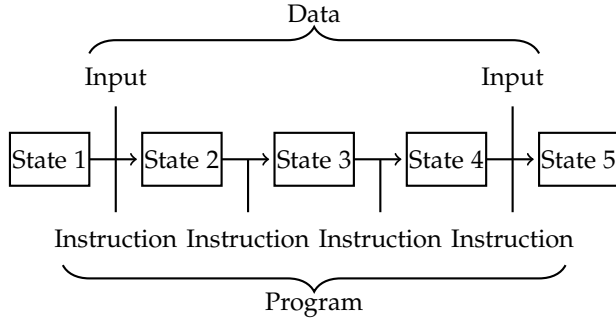 Data
Input Input
State 1 State 2 State 3 State 4 State 5
Instruction Instruction Instruction Instruction
Program